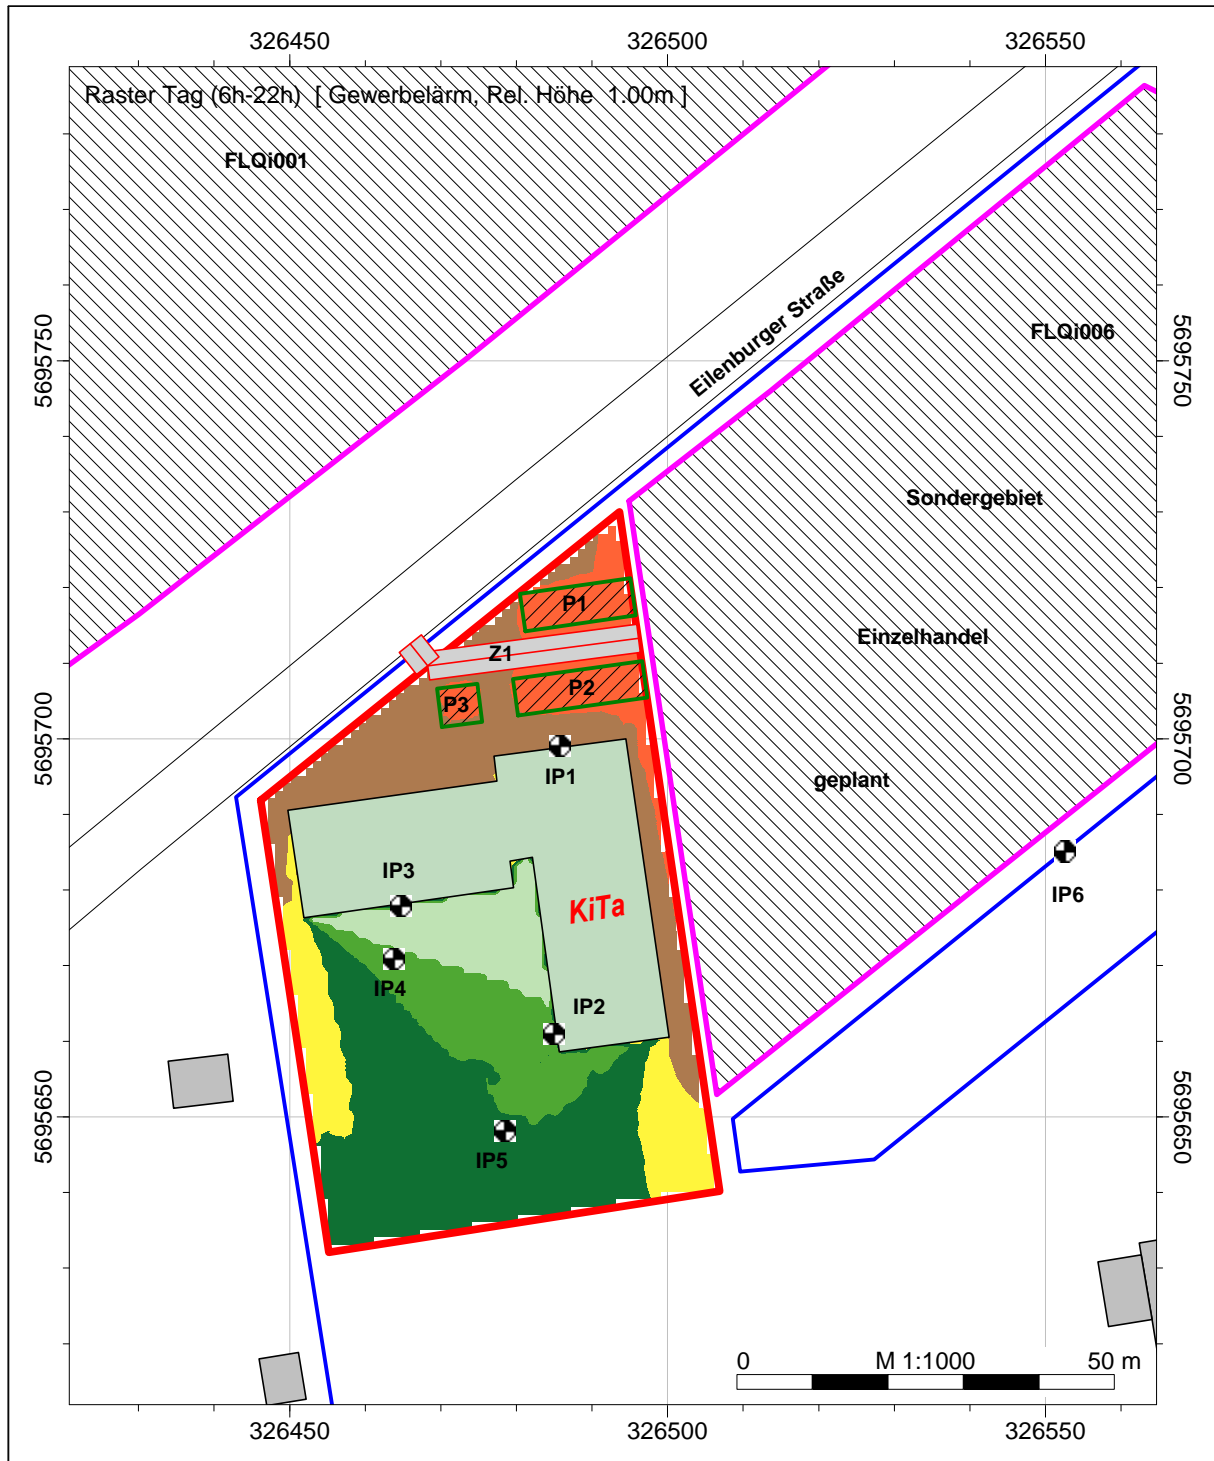 326450
326500
326550
Raster Tag (6h-22h) [ Gewerbelärm, Rel. Höhe 1.00m ]
FLQi001
Eilenburger Straße
FLQi006
5695750
5695750
Sondergebiet
P1
Einzelhandel
Z1
P2
P3
5695700
5695700
IP1
geplant
IP3
IP6
KiTa
IP4
IP2
5695650
5695650
IP5
0 M 1:1000 50 m
326450
326500
326550